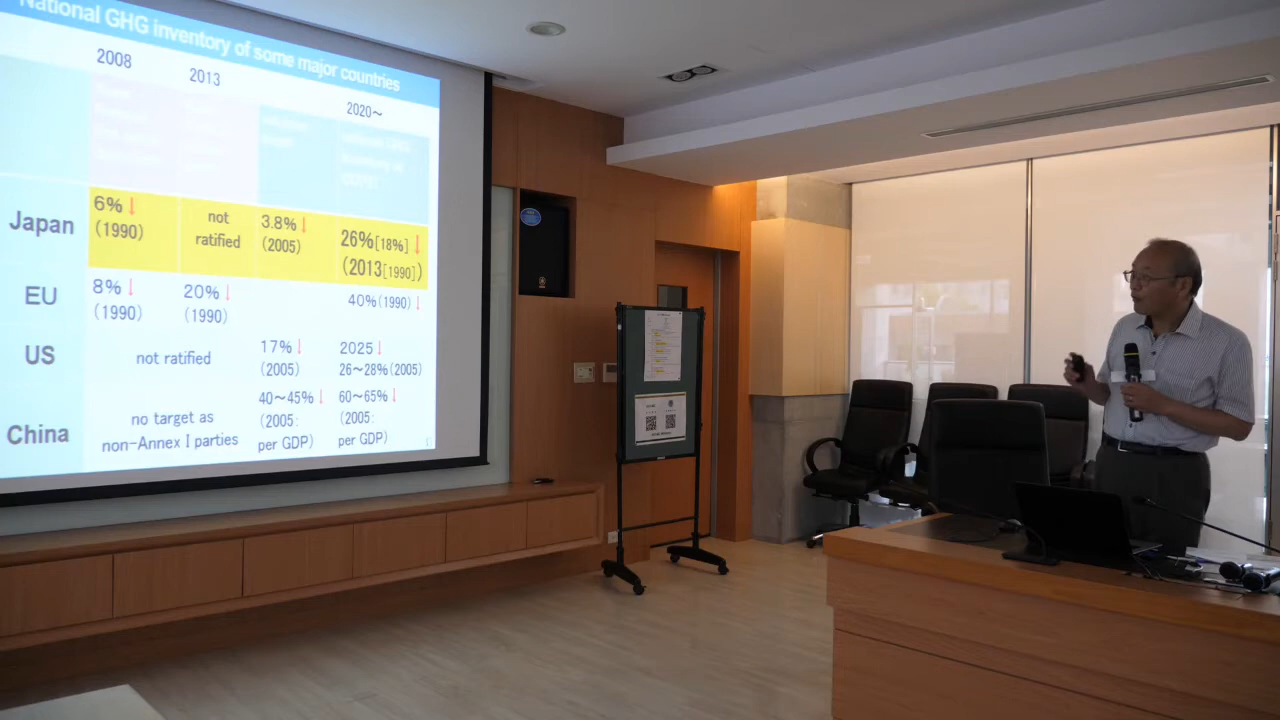 National GHG inventory of some major countries
2008
2013
2020～
Japan
6%↓
(1990)
not
ratified
3.8%↓
(2005)
26%[18%]↓
(2013[1990])
EU
8%↓
(1990)
20%↓
(1990)
40%(1990)↓
US
not ratified
17%↓
(2005)
2025↓
26～28%(2005)
China
no target as
non-Annex I parties
40～45%↓
(2005:
per GDP)
60～65%↓
(2005:
per GDP)